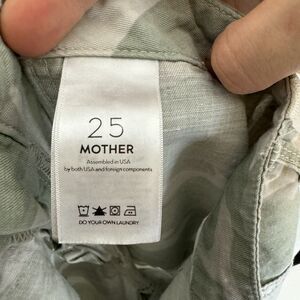 25
MOTHER
Assembled in USA
by both USA and foreign components
DO YOUR OWN LAUNDRY